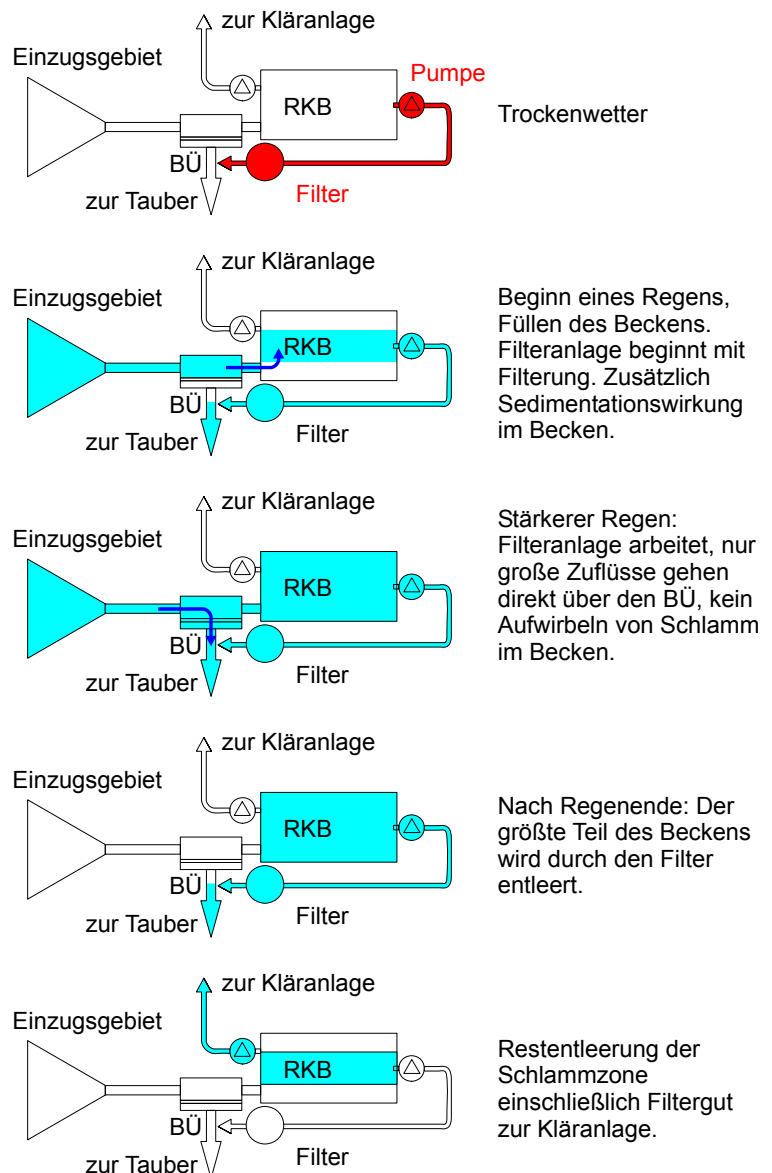 zur Kläranlage
Einzugsgebiet
Pumpe
RKB
Trockenwetter
BÜ
zur Tauber
Filter
zur Kläranlage
Einzugsgebiet
RKB
BÜ
zur Tauber
Filter
Beginn eines Regens,
Füllen des Beckens.
Filteranlage beginnt mit
Filterung. Zusätzlich
Sedimentationswirkung
im Becken.
zur Kläranlage
Einzugsgebiet
RKB
BÜ
zur Tauber
Filter
Stärkerer Regen:
Filteranlage arbeitet, nur
große Zuflüsse gehen
direkt über den BÜ, kein
Aufwirbeln von Schlamm
im Becken.
zur Kläranlage
Einzugsgebiet
RKB
BÜ
zur Tauber
Filter
Nach Regenende: Der
größte Teil des Beckens
wird durch den Filter
entleert.
zur Kläranlage
Einzugsgebiet
RKB
BÜ
zur Tauber
Filter
Restentleerung der
Schlammzone
einschließlich Filtergut
zur Kläranlage.